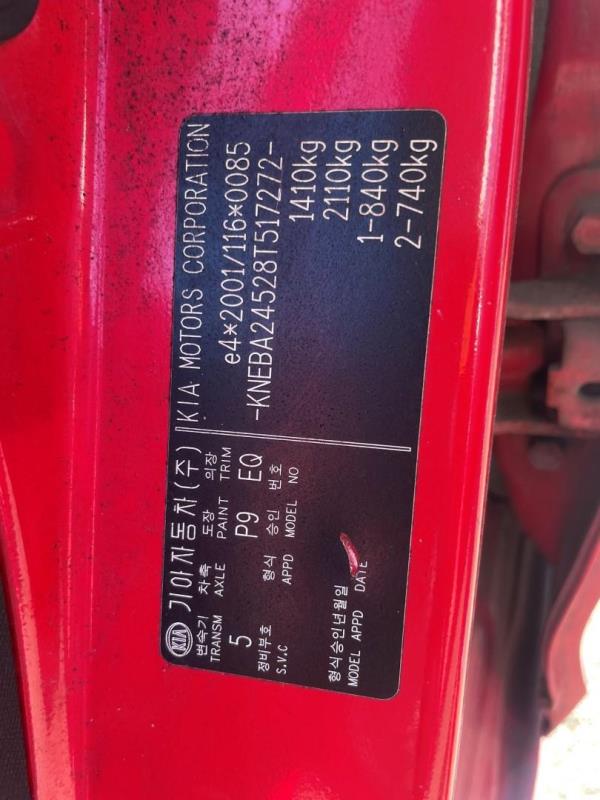 KIA 기아자동차(주) KIA MOTORS CORPORATION
변속기 차축 도장 의장
TRANSM AXLE PAINT TRIM
e4*2001/116*0085
5 P9 EQ
-KNEBA24528T517272-
정비부호 형식 승인 번호
S.V.C APPD MODEL NO
1410kg
2110kg
1-840kg
2-740kg
형식승인년월일
MODEL APPD DATE